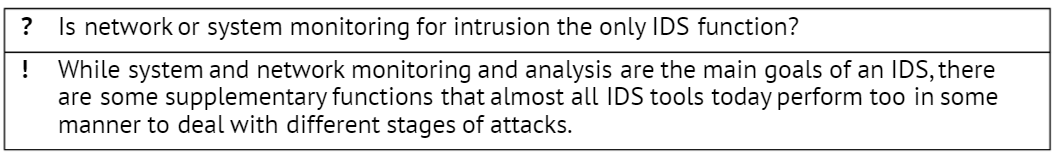 ? Is network or system monitoring for intrusion the only IDS function?
! While system and network monitoring and analysis are the main goals of an IDS, there
are some supplementary functions that almost all IDS tools today perform too in some
manner to deal with different stages of attacks.